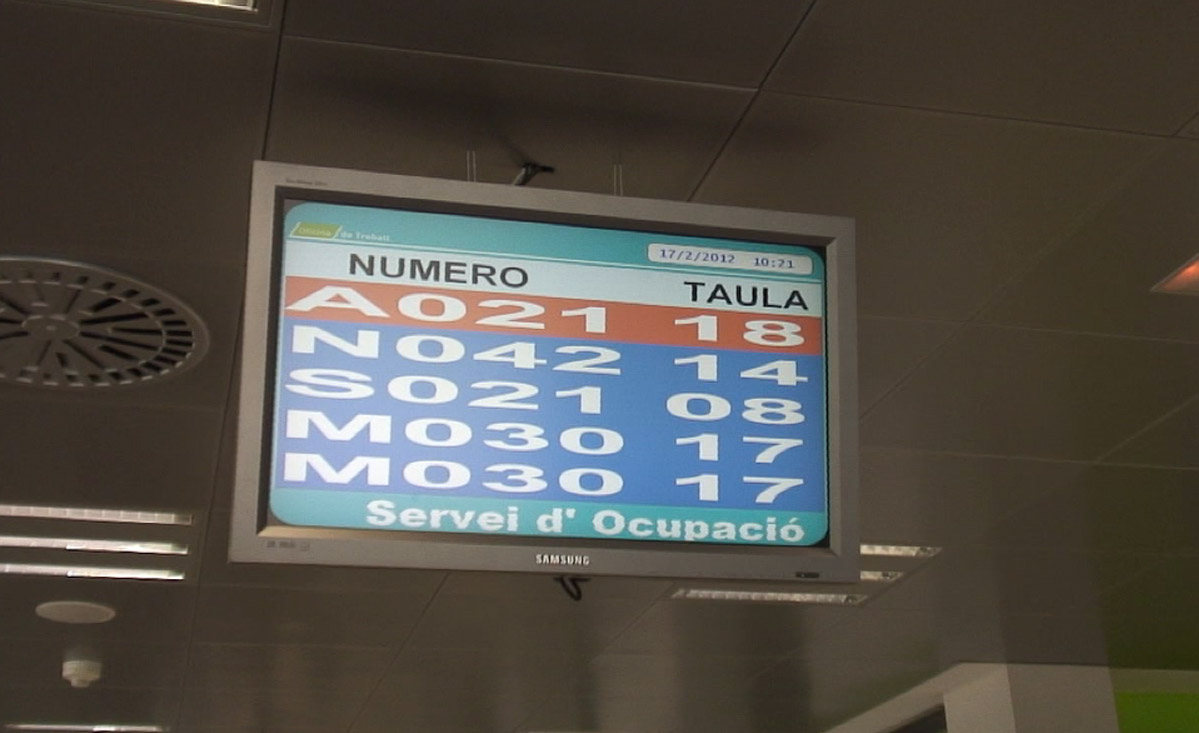 Oficina de Treball
17/2/2012 10:21
NUMERO TAULA
A021 18
N042 14
S021 08
M030 17
M030 17
Servei d' Ocupació
SAMSUNG